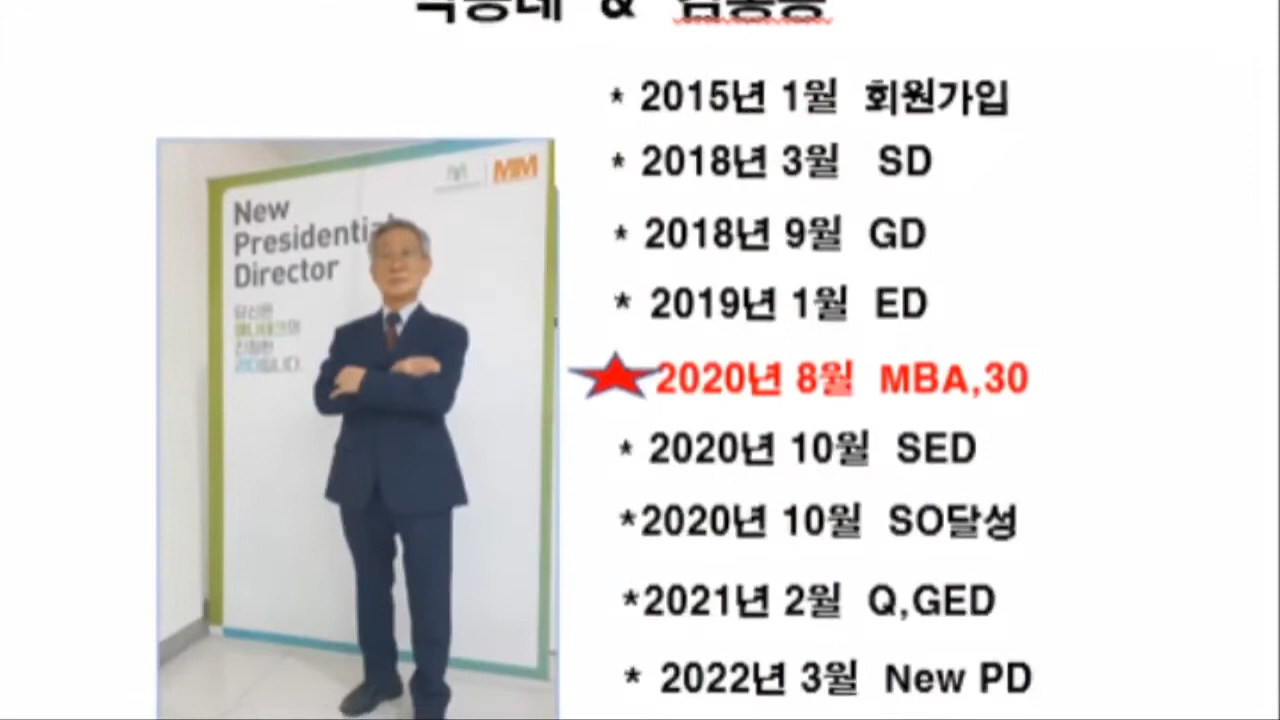 &
* 2015년 1월 회원가입
* 2018년 3월 SD
* 2018년 9월 GD
* 2019년 1월 ED
2020년 8월 MBA,30
* 2020년 10월 SED
*2020년 10월 SO달성
*2021년 2월 Q,GED
* 2022년 3월 New PD
MM
New
Presidential
Director